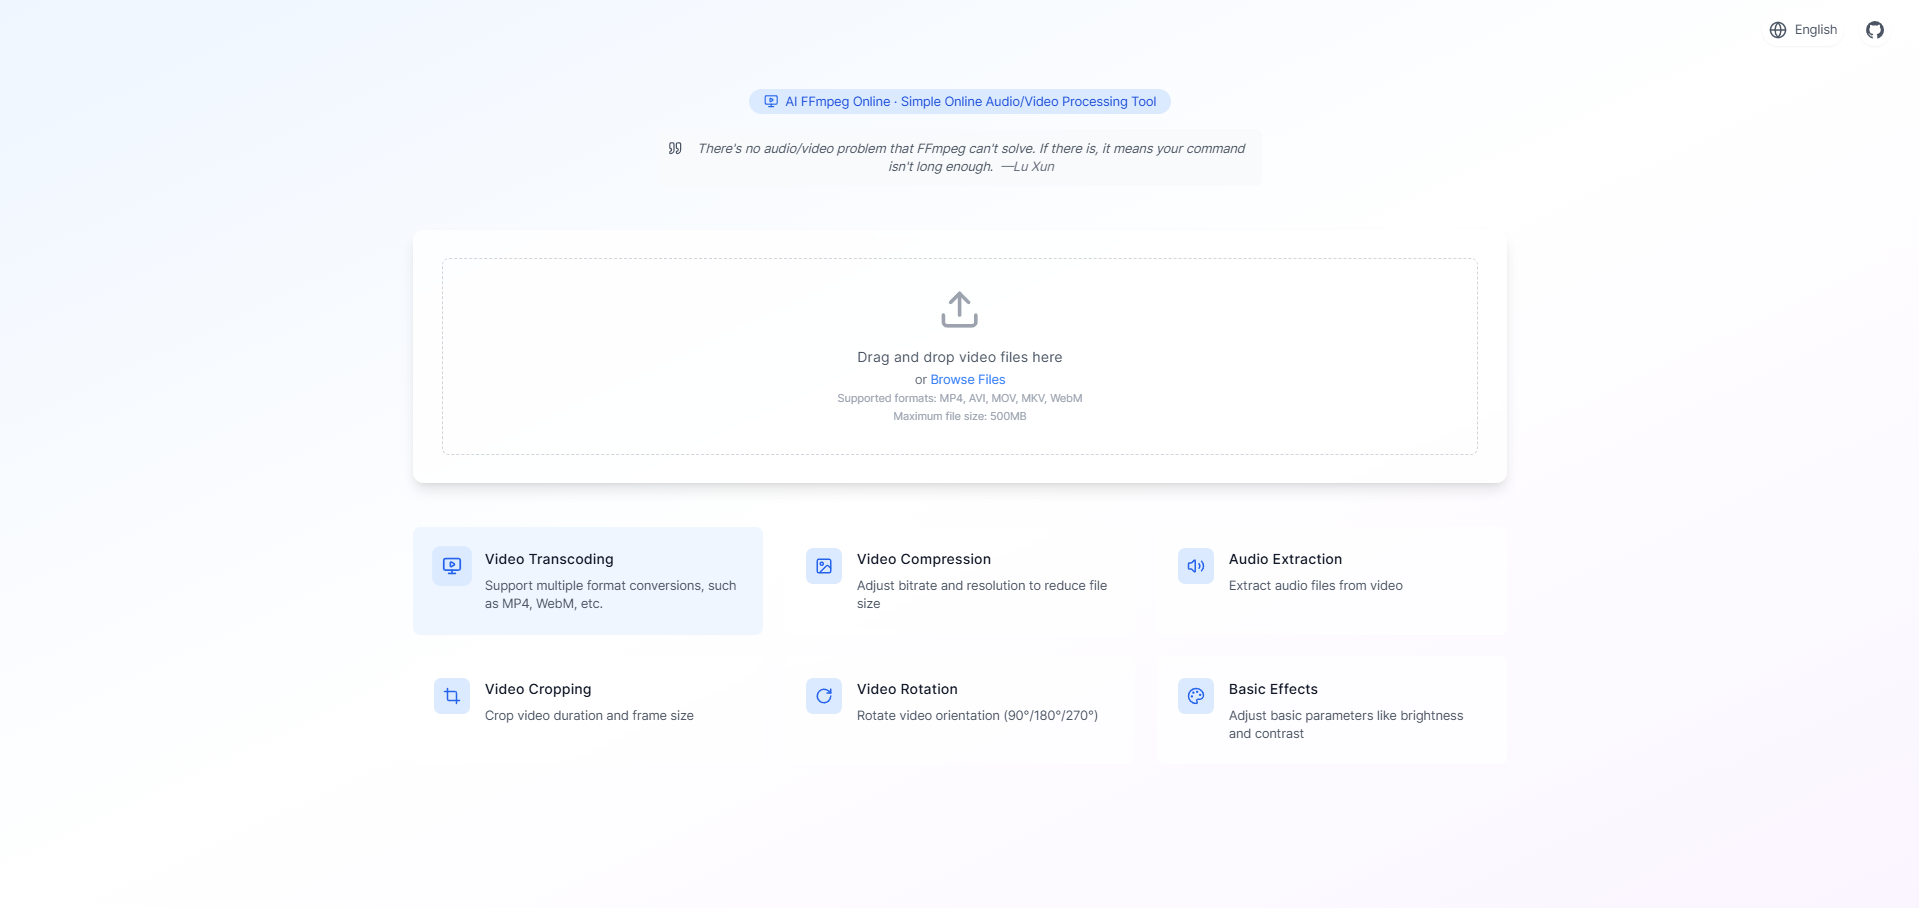 English
AI FFmpeg Online · Simple Online Audio/Video Processing Tool
There's no audio/video problem that FFmpeg can't solve. If there is, it means your command
isn't long enough. —Lu Xun
Drag and drop video files here
or Browse Files
Supported formats: MP4, AVI, MOV, MKV, WebM
Maximum file size: 500MB
Video Transcoding
Support multiple format conversions, such
as MP4, WebM, etc.
Video Compression
Adjust bitrate and resolution to reduce file
size
Audio Extraction
Extract audio files from video
Video Cropping
Crop video duration and frame size
Video Rotation
Rotate video orientation (90°/180°/270°)
Basic Effects
Adjust basic parameters like brightness
and contrast